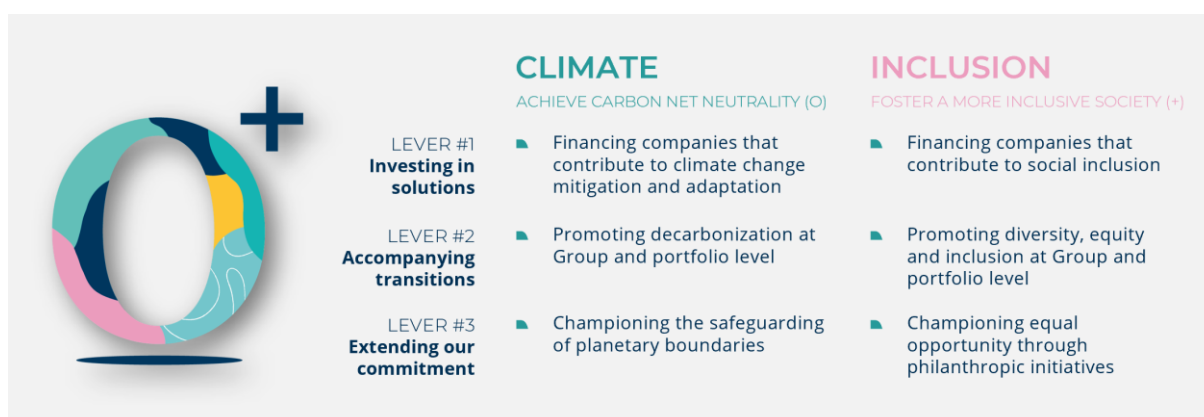 O+
CLIMATE
ACHIEVE CARBON NET NEUTRALITY (O)
INCLUSION
FOSTER A MORE INCLUSIVE SOCIETY (+)
LEVER #1
Investing in
solutions
Financing companies that
contribute to climate change
mitigation and adaptation
Financing companies that
contribute to social inclusion
LEVER #2
Accompanying
transitions
Promoting decarbonization at
Group and portfolio level
Promoting diversity, equity
and inclusion at Group and
portfolio level
LEVER #3
Extending our
commitment
Championing the safeguarding
of planetary boundaries
Championing equal
opportunity through
philanthropic initiatives